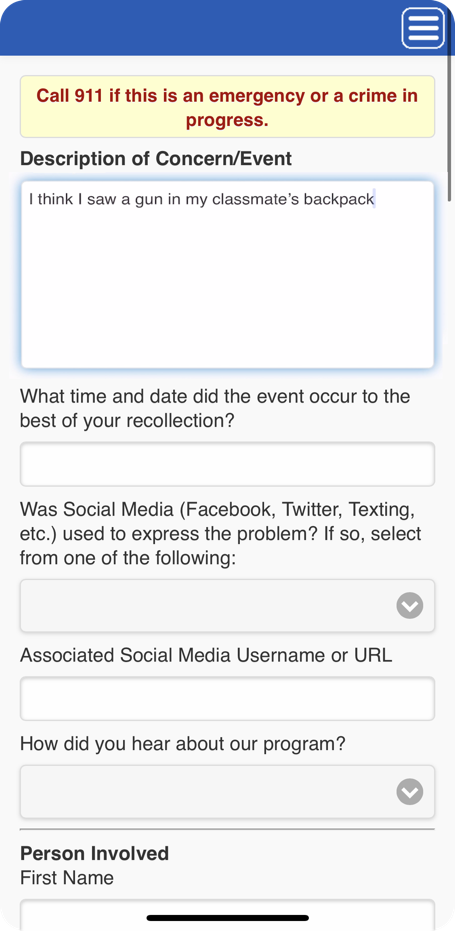 Call 911 if this is an emergency or a crime in
progress.
Description of Concern/Event
I think I saw a gun in my classmate’s backpack
What time and date did the event occur to the
best of your recollection?
Was Social Media (Facebook, Twitter, Texting,
etc.) used to express the problem? If so, select
from one of the following:
Associated Social Media Username or URL
How did you hear about our program?
Person Involved
First Name